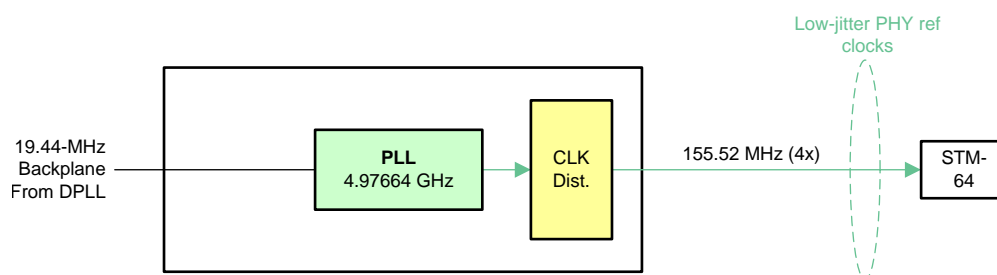 Low-jitter PHY ref
clocks
19.44-MHz
Backplane
From DPLL
PLL
4.97664 GHz
CLK
Dist.
155.52 MHz (4x)
STM-
64